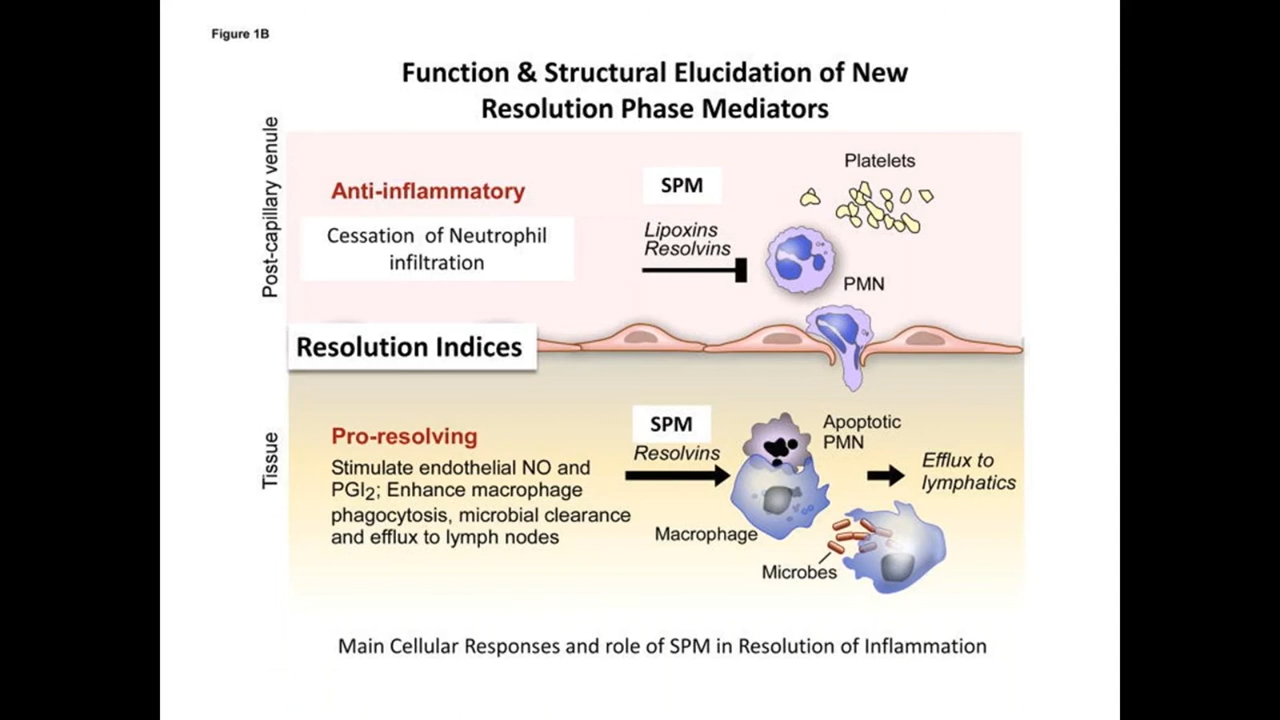 Figure 1B
Function & Structural Elucidation of New
Resolution Phase Mediators
Post-capillary venule
Anti-inflammatory
Cessation of Neutrophil
infiltration
SPM
Lipoxins
Resolvins
Platelets
PMN
Resolution Indices
Tissue
Pro-resolving
Stimulate endothelial NO and
PGI2; Enhance macrophage
phagocytosis, microbial clearance
and efflux to lymph nodes
SPM
Resolvins
Apoptotic
PMN
Macrophage
Microbes
Efflux to
lymphatics
Main Cellular Responses and role of SPM in Resolution of Inflammation